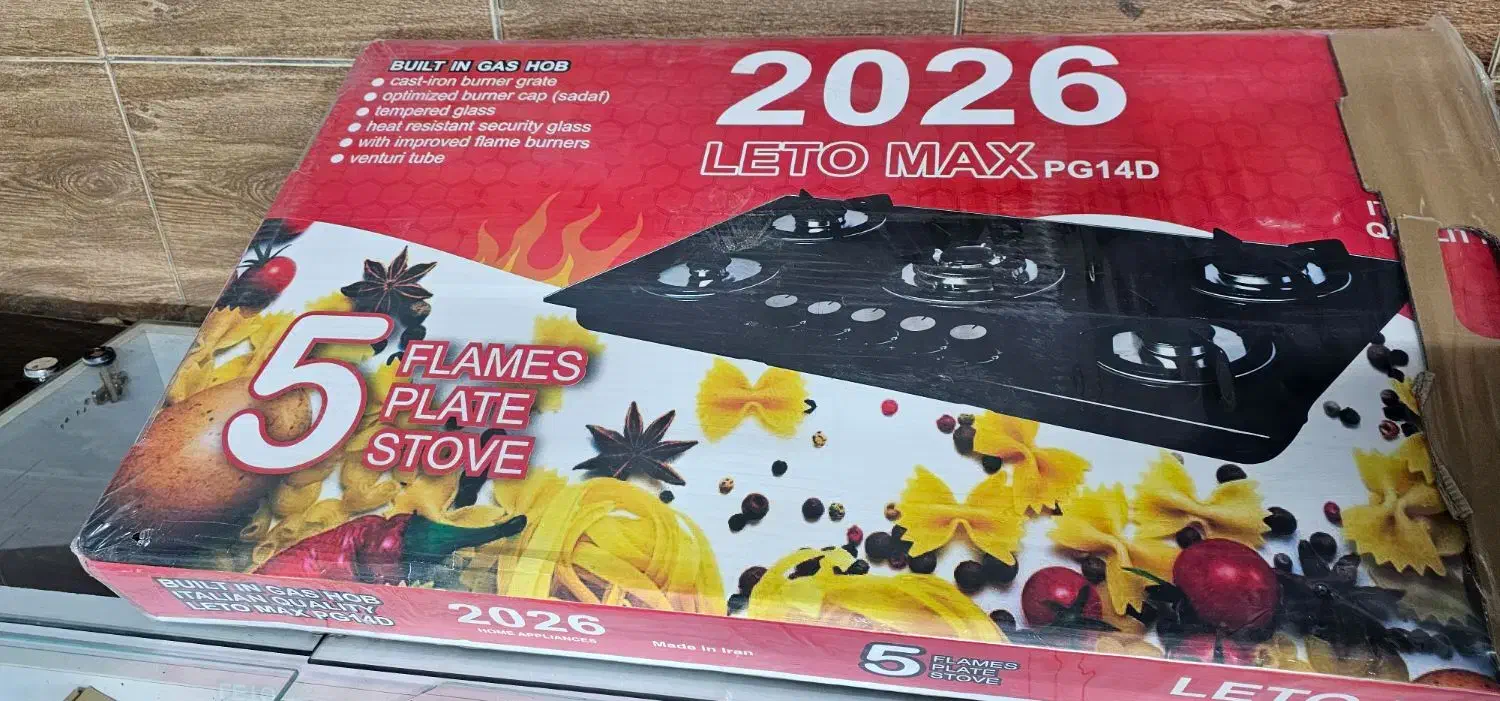 BUILT IN GAS HOB
cast-iron burner grate
optimized burner cap (sadaf)
tempered glass
heat resistant security glass
with improved flame burners
venturi tube
2026
LETO MAX PG14D
5
FLAMES
PLATE
STOVE
BUILT IN GAS HOB
ITALIAN QUALITY
LETO MAX PG14D
2026
HOME APPLIANCES
Made in Iran
5
FLAMES
PLATE
STOVE
LETO